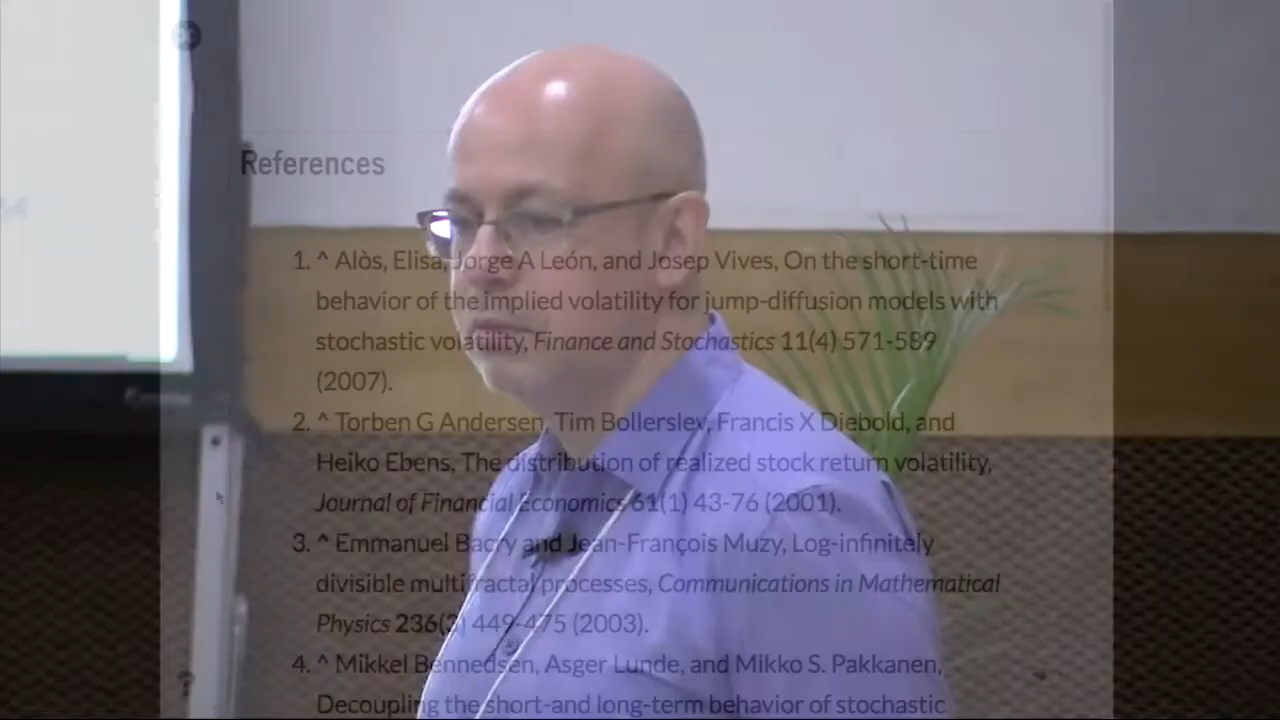 References
1. ^ Alòs, Elisa, Jorge A León, and Josep Vives, On the short-time
behavior of the implied volatility for jump-diffusion models with
stochastic volatility, Finance and Stochastics 11(4) 571-589
(2007).
2. ^ Torben G Andersen, Tim Bollerslev, Francis X Diebold, and
Heiko Ebens, The distribution of realized stock return volatility,
Journal of Financial Economics 61(1) 43-76 (2001).
3. ^ Emmanuel Bacry and Jean-François Muzy, Log-infinitely
divisible multifractal processes, Communications in Mathematical
Physics 236(3) 449-475 (2003).
4. ^ Mikkel Bennedsen, Asger Lunde, and Mikko S. Pakkanen,
Decoupling the short-and long-term behavior of stochastic